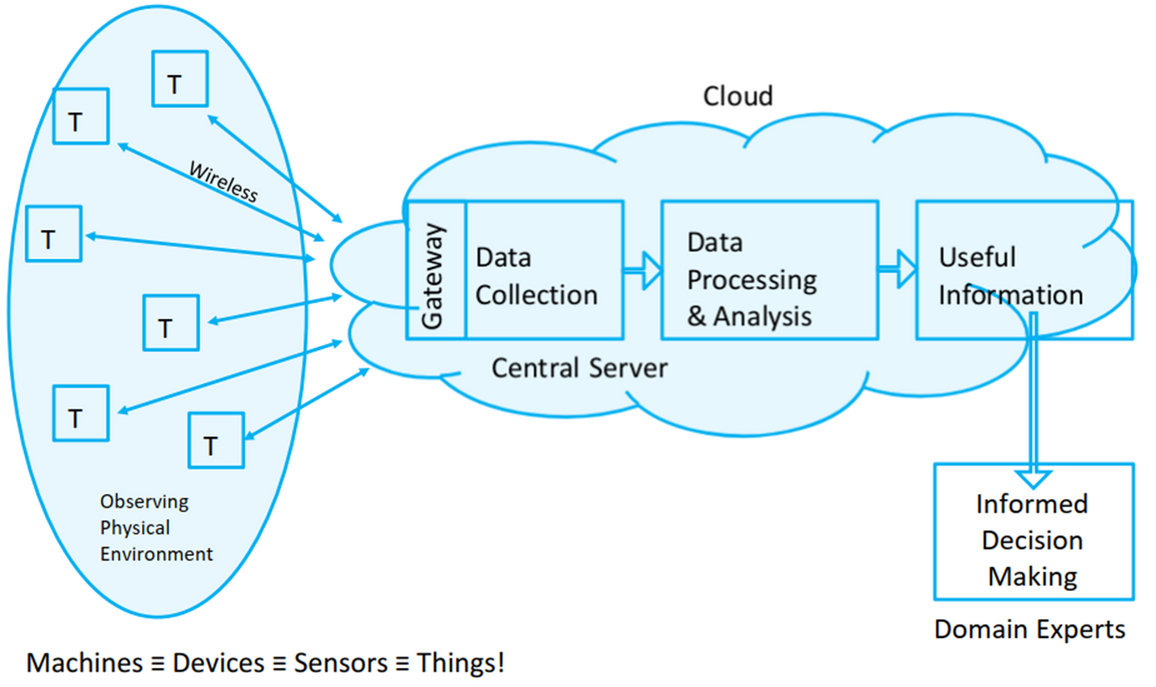 Cloud
T
T
Wireless
T
T
T
T
Observing
Physical
Environment
Gateway
Data
Collection
Data
Processing
& Analysis
Useful
Information
Central Server
Informed
Decision
Making
Domain Experts
Machines ≡ Devices ≡ Sensors ≡ Things!